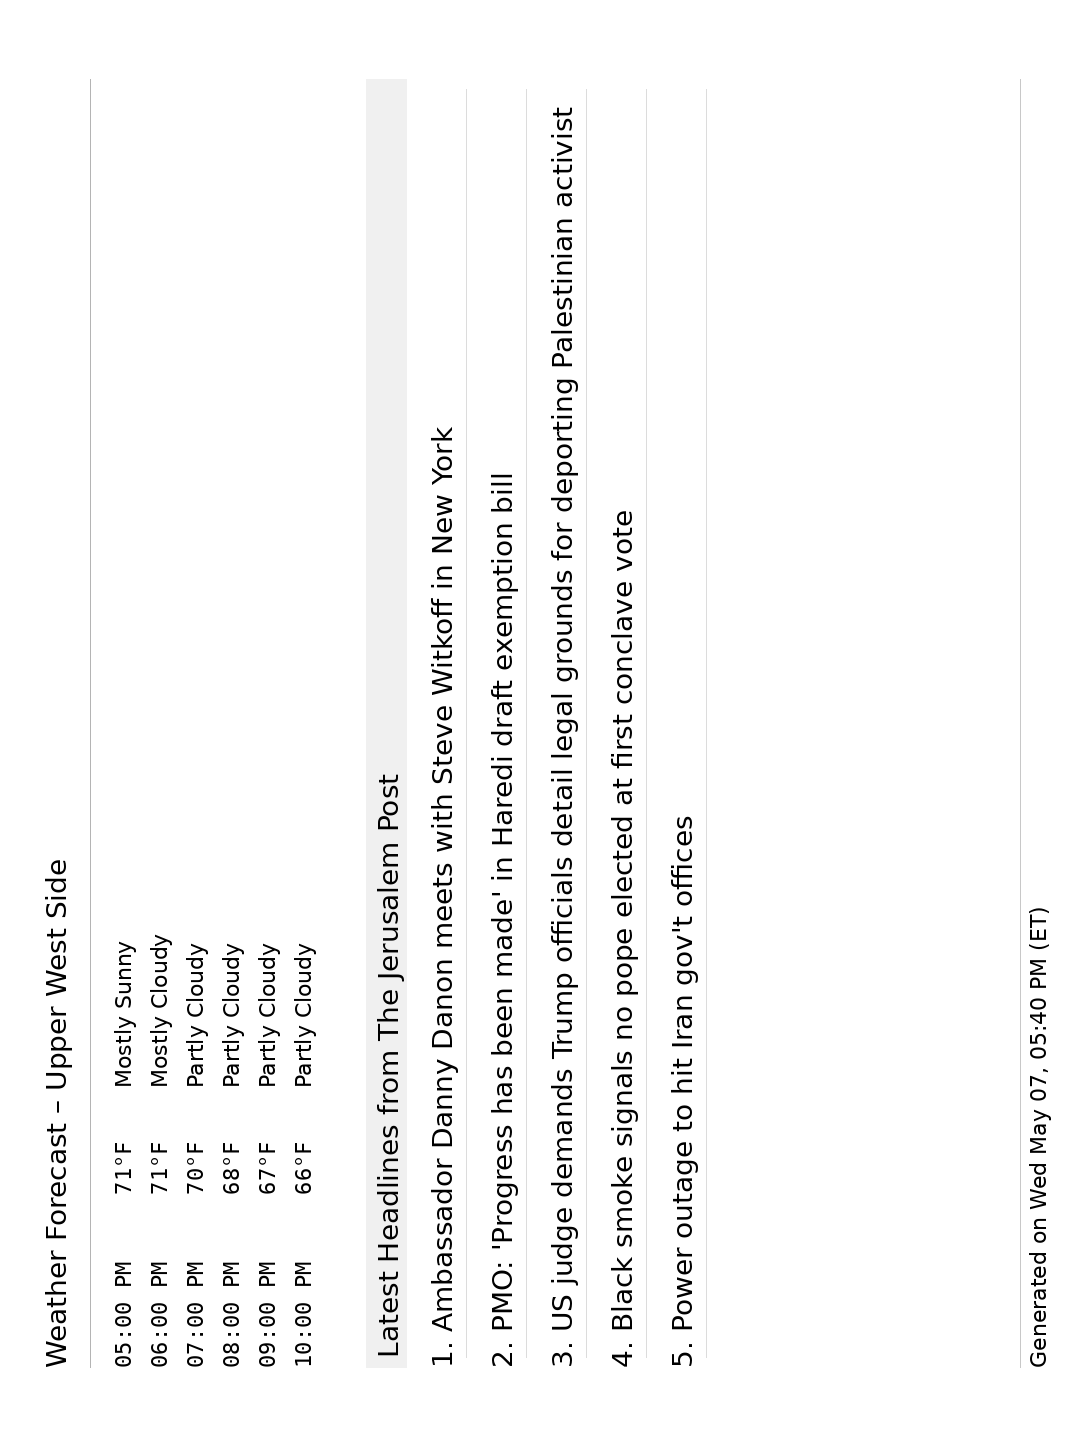 Weather Forecast – Upper West Side
05:00 PM 71°F Mostly Sunny
06:00 PM 71°F Mostly Cloudy
07:00 PM 70°F Partly Cloudy
08:00 PM 68°F Partly Cloudy
09:00 PM 67°F Partly Cloudy
10:00 PM 66°F Partly Cloudy
Latest Headlines from The Jerusalem Post
1. Ambassador Danny Danon meets with Steve Witkoff in New York
2. PMO: 'Progress has been made' in Haredi draft exemption bill
3. US judge demands Trump officials detail legal grounds for deporting Palestinian activist
4. Black smoke signals no pope elected at first conclave vote
5. Power outage to hit Iran gov't offices
Generated on Wed May 07, 05:40 PM (ET)